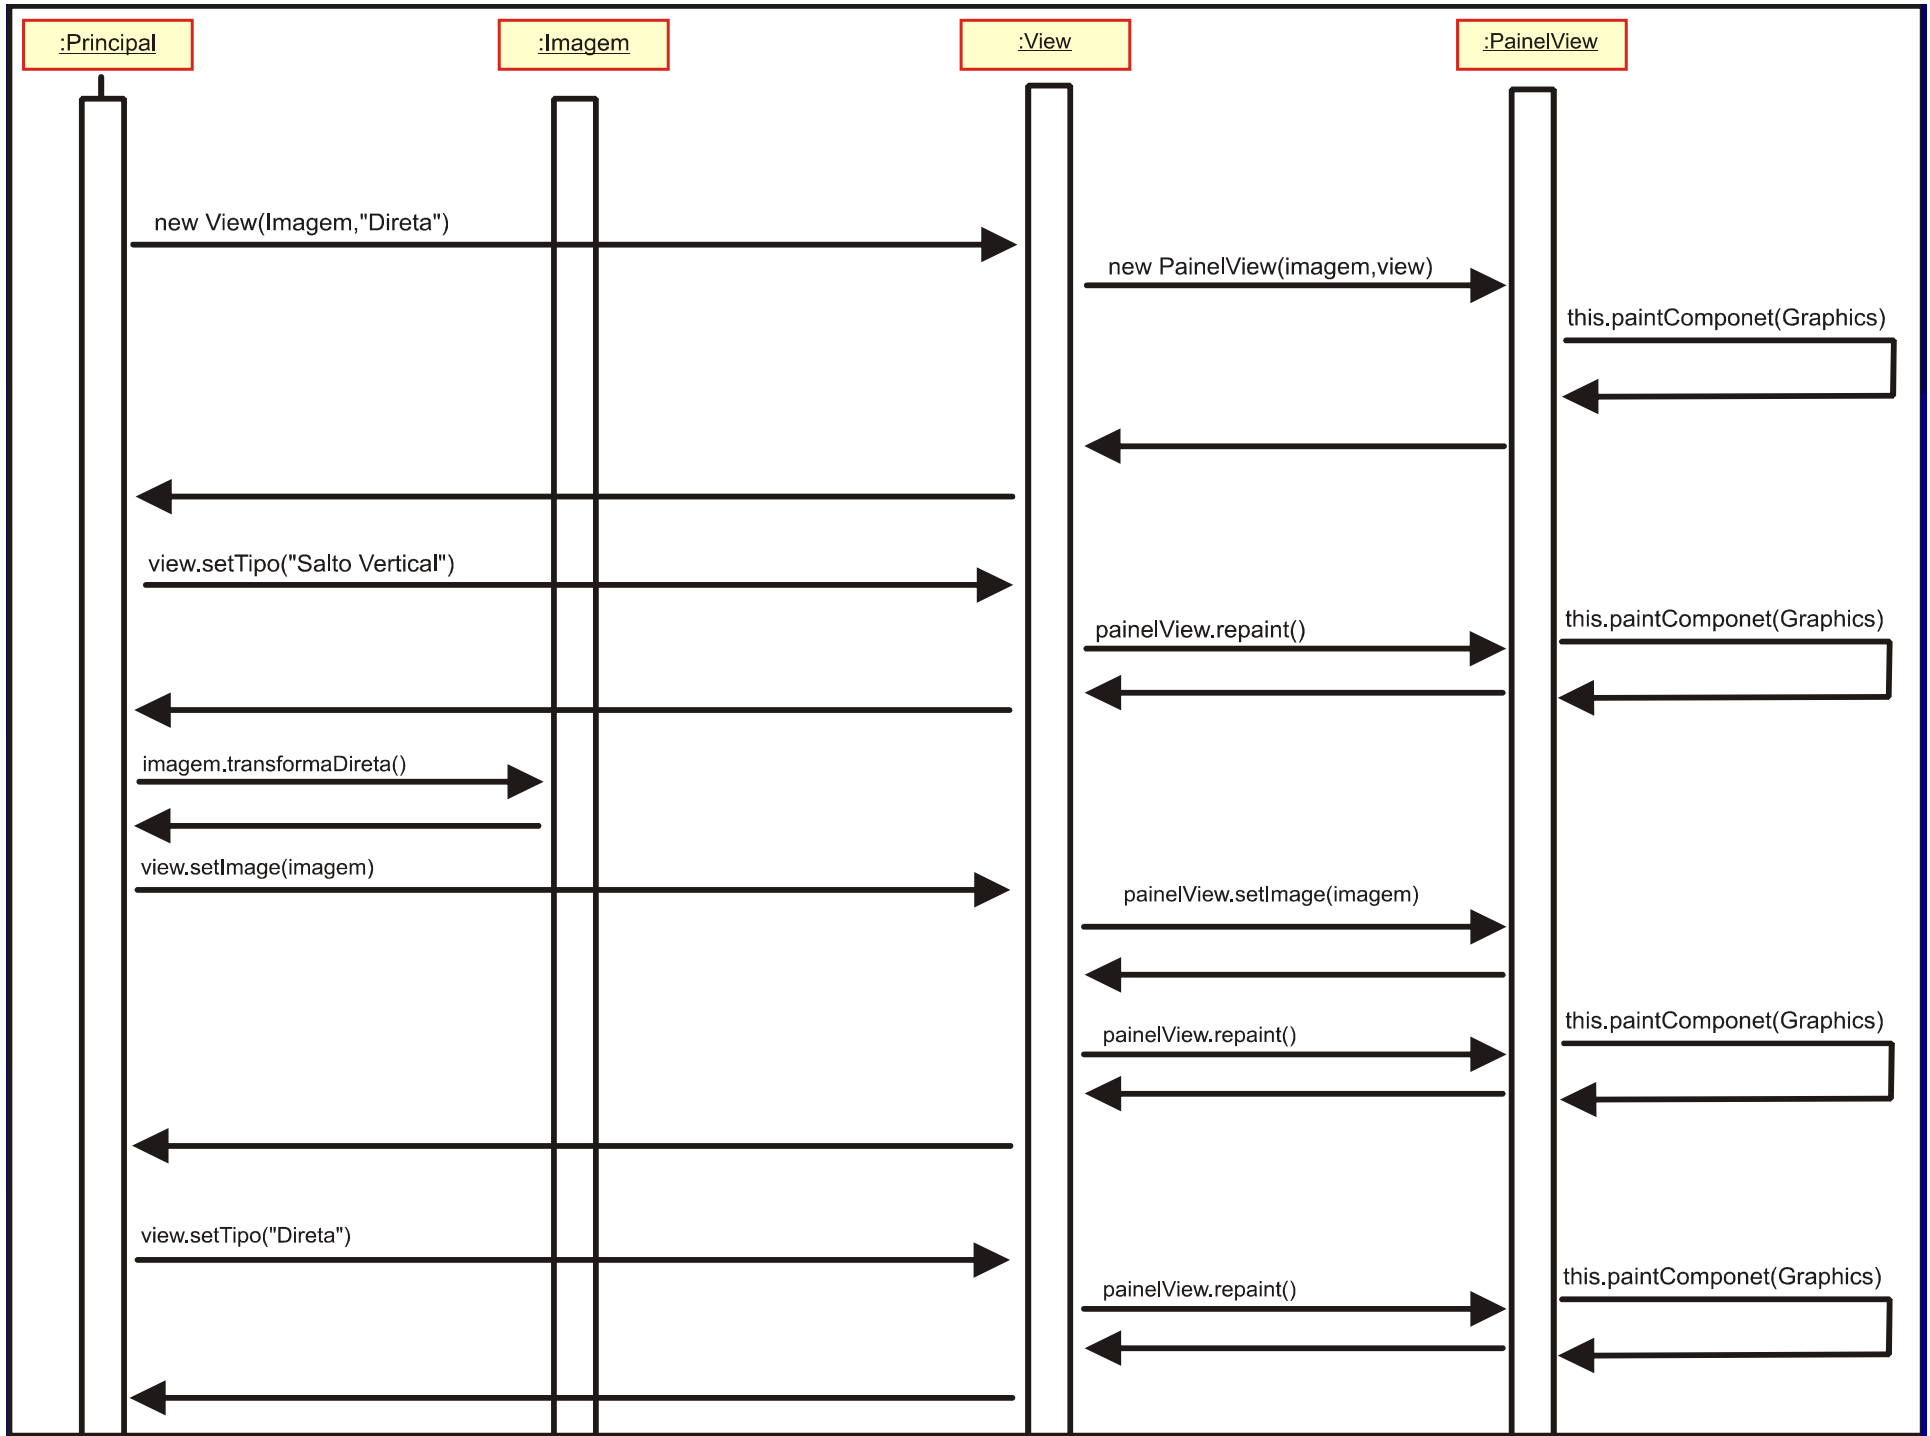 :Principal
:Imagem
:View
:PainelView
new View(Imagem,"Direta")
new PainelView(imagem,view)
this.paintComponet(Graphics)
view.setTipo("Salto Vertical")
painelView.repaint()
this.paintComponet(Graphics)
imagem.transformaDireta()
view.setImage(imagem)
painelView.setImage(imagem)
painelView.repaint()
this.paintComponet(Graphics)
view.setTipo("Direta")
painelView.repaint()
this.paintComponet(Graphics)